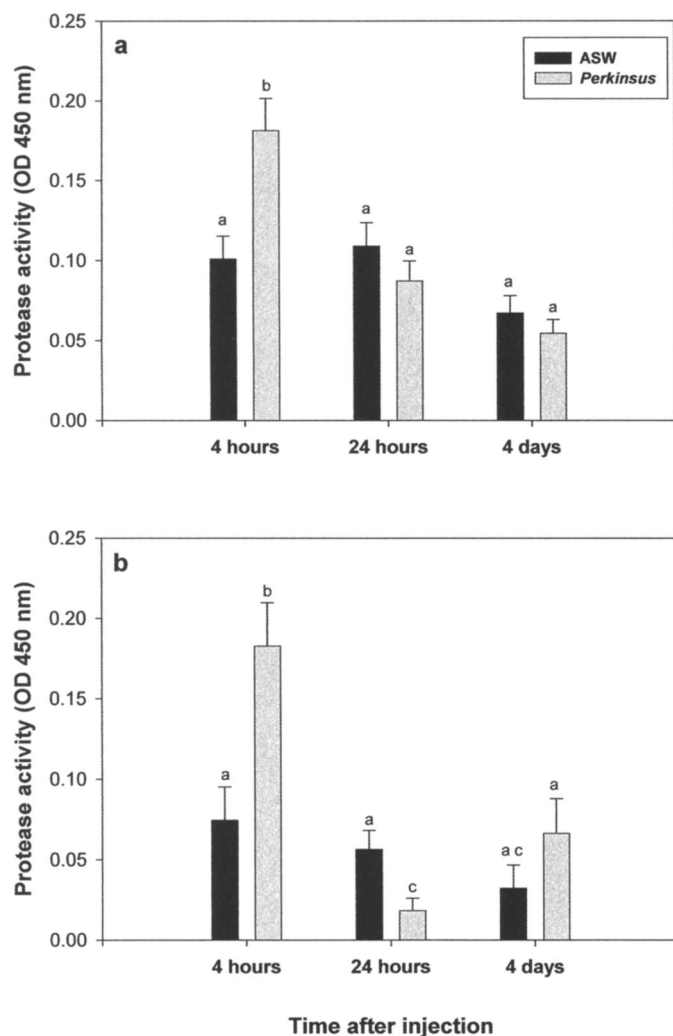 0.25
a
ASW
Perkinsus
b
0.20
Protease activity (OD 450 nm)
0.15
a
a
0.10
a
a
a
0.05
0.00
4 hours
24 hours
4 days
0.25
b
b
0.20
Protease activity (OD 450 nm)
0.15
0.10
a
a
a
a c
0.05
c
0.00
4 hours
24 hours
4 days
Time after injection